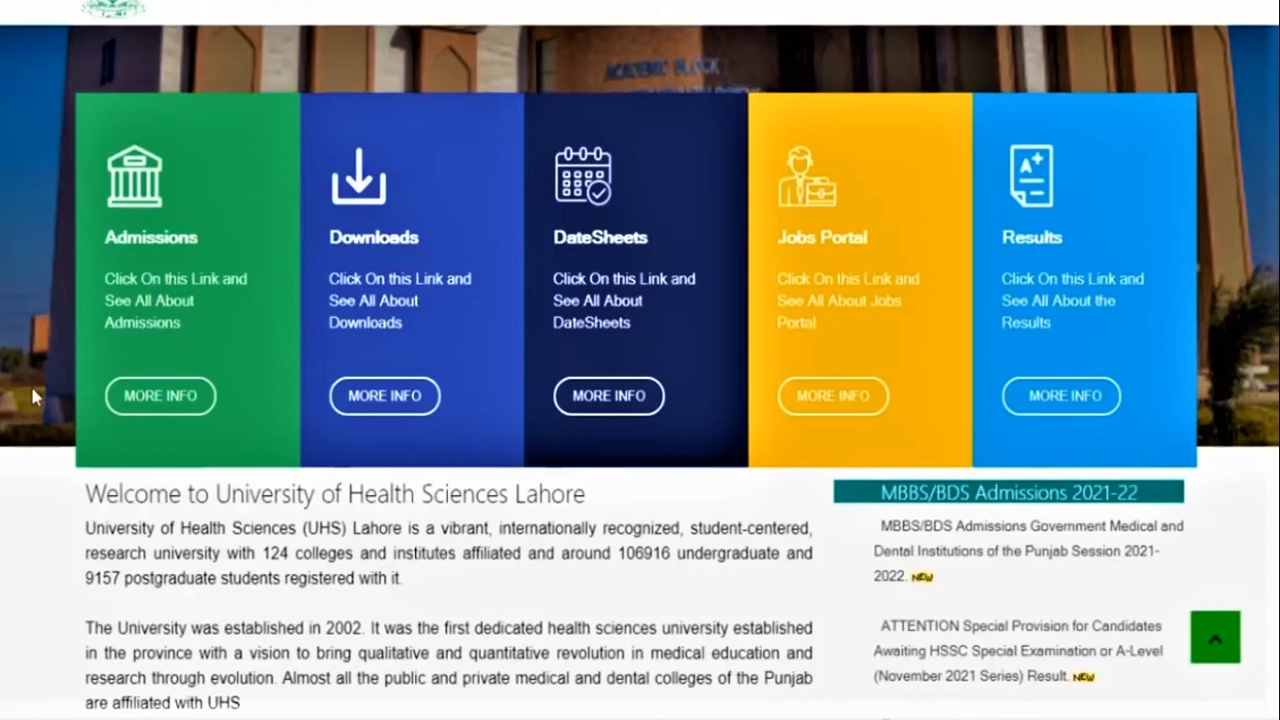 ACADEMIC BLOCK
Admissions
Click On this Link and
See All About
Admissions
MORE INFO
Downloads
Click On this Link and
See All About
Downloads
MORE INFO
DateSheets
Click On this Link and
See All About
DateSheets
MORE INFO
Jobs Portal
Click On this Link and
See All About Jobs
Portal
MORE INFO
A+
Results
Click On this Link and
See All About the
Results
MORE INFO
Welcome to University of Health Sciences Lahore
University of Health Sciences (UHS) Lahore is a vibrant, internationally recognized, student-centered,
research university with 124 colleges and institutes affiliated and around 106916 undergraduate and
9157 postgraduate students registered with it.
The University was established in 2002. It was the first dedicated health sciences university established
in the province with a vision to bring qualitative and quantitative revolution in medical education and
research through evolution. Almost all the public and private medical and dental colleges of the Punjab
are affiliated with UHS
MBBS/BDS Admissions 2021-22
MBBS/BDS Admissions Government Medical and
Dental Institutions of the Punjab Session 2021-
2022. NEW
ATTENTION Special Provision for Candidates
Awaiting HSSC Special Examination or A-Level
(November 2021 Series) Result. NEW